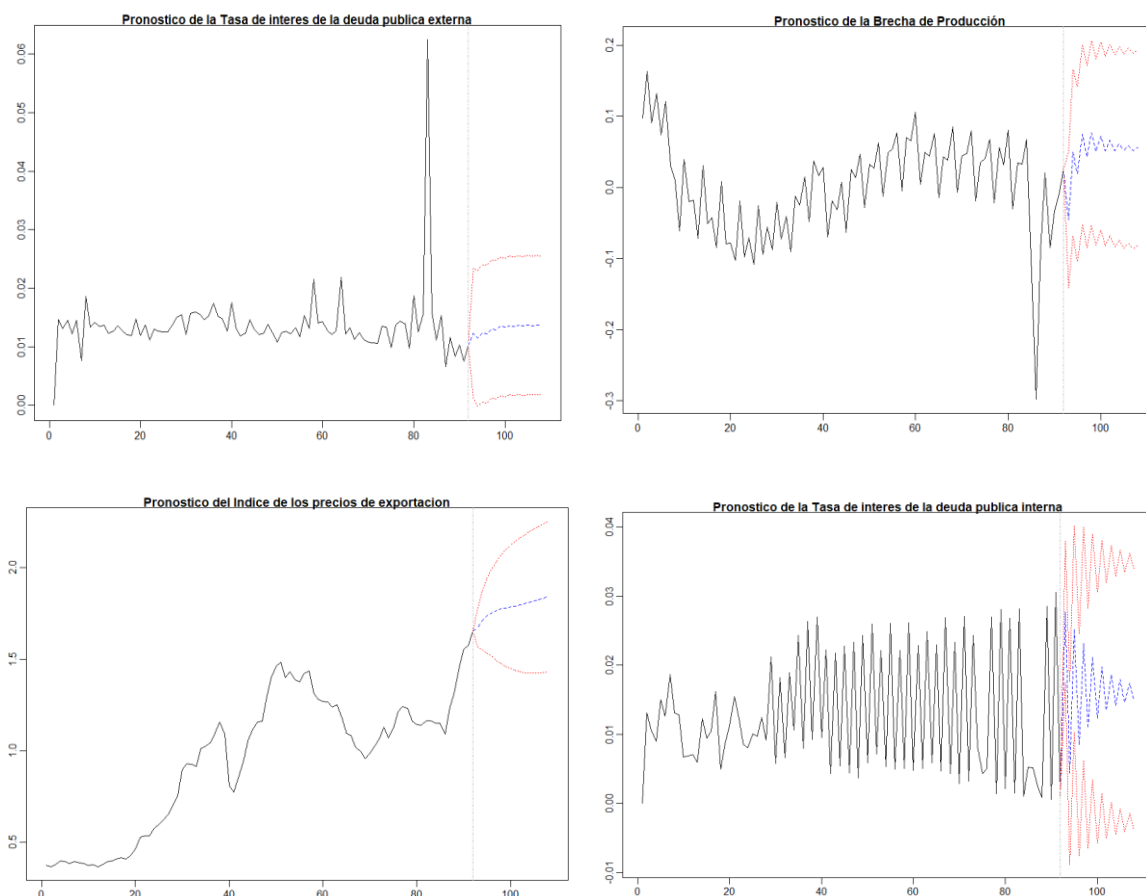 Pronostico de la Tasa de interes de la deuda publica externa
0.06
0.05
0.04
0.03
0.02
0.01
0.00
0 20 40 60 80 100
Pronostico de la Brecha de Producción
0.2
0.1
0.0
-0.1
-0.2
-0.3
0 20 40 60 80 100
Pronostico del Indice de los precios de exportacion
2.0
1.5
1.0
0.5
0 20 40 60 80 100
Pronostico de la Tasa de interes de la deuda publica interna
0.04
0.03
0.02
0.01
0.00
-0.01
0 20 40 60 80 100